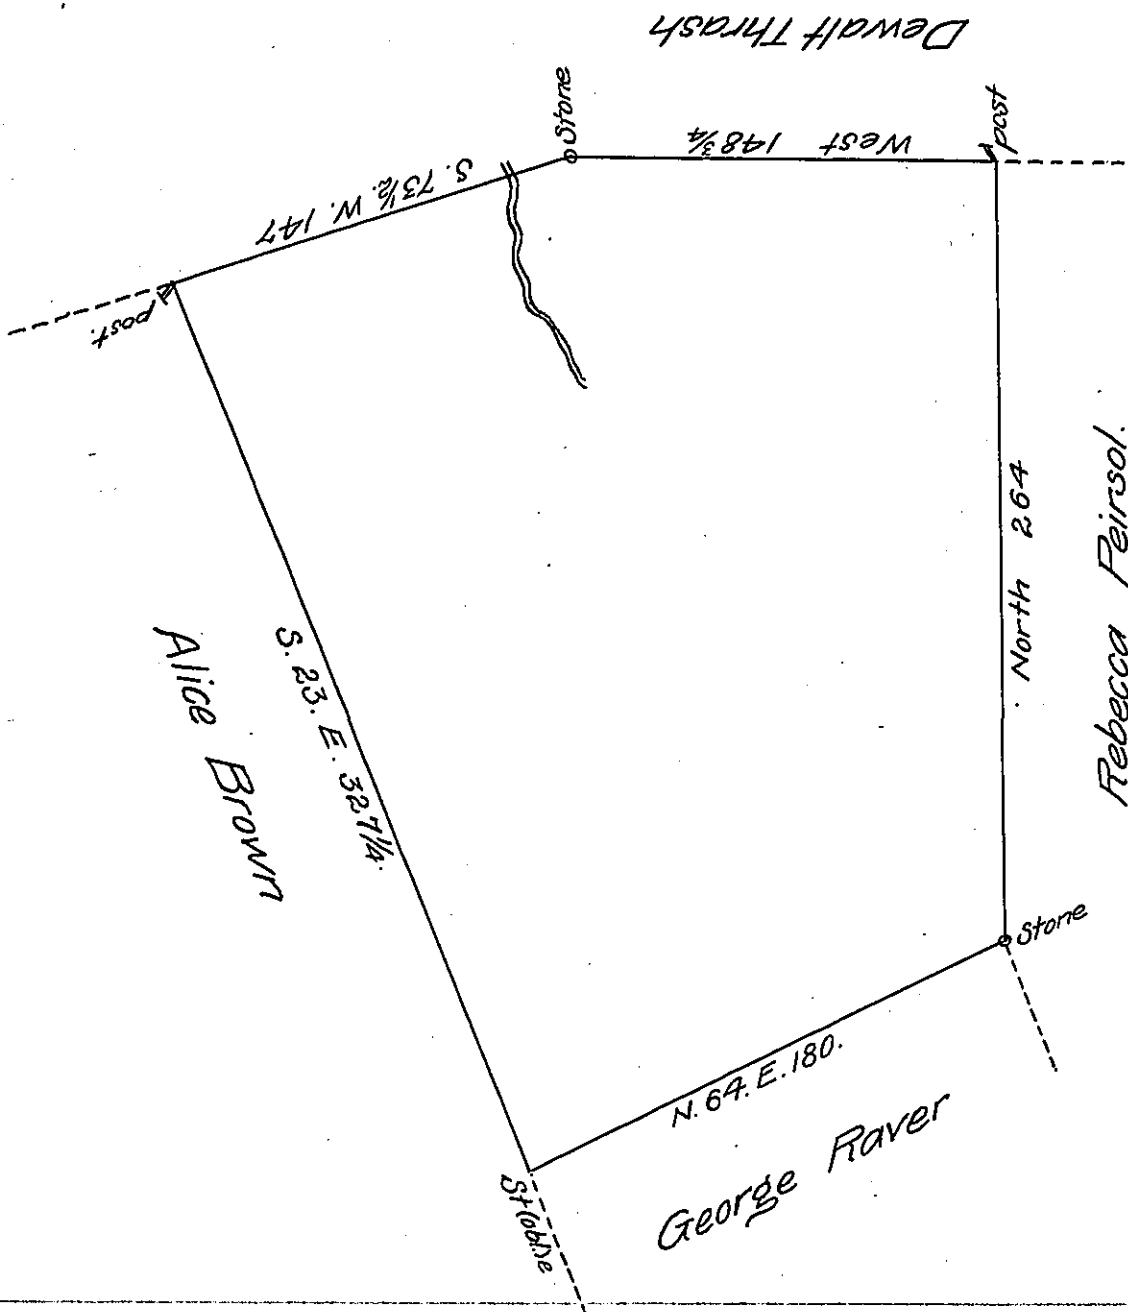 Dewalt Thrash
Stone
post
West 148¾
S. 73½. W. 147
post.
North 264
Rebecca Peirsol.
S. 23. E. 327¼.
Alice Brown
Stone
N. 64. E. 180.
George Raver